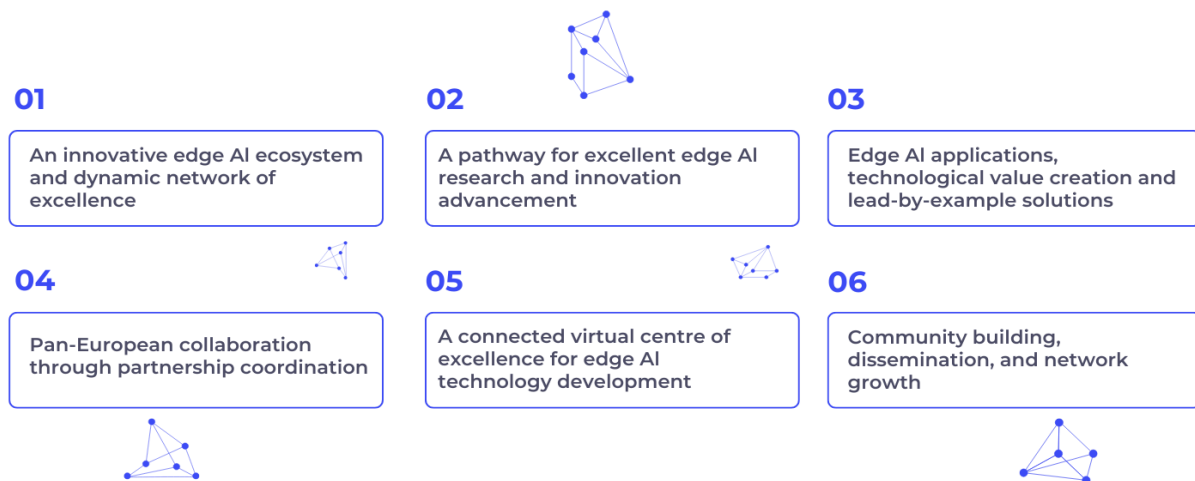 01
An innovative edge AI ecosystem
and dynamic network of
excellence
02
A pathway for excellent edge AI
research and innovation
advancement
03
Edge AI applications,
technological value creation and
lead-by-example solutions
04
Pan-European collaboration
through partnership coordination
05
A connected virtual centre of
excellence for edge AI
technology development
06
Community building,
dissemination, and network
growth